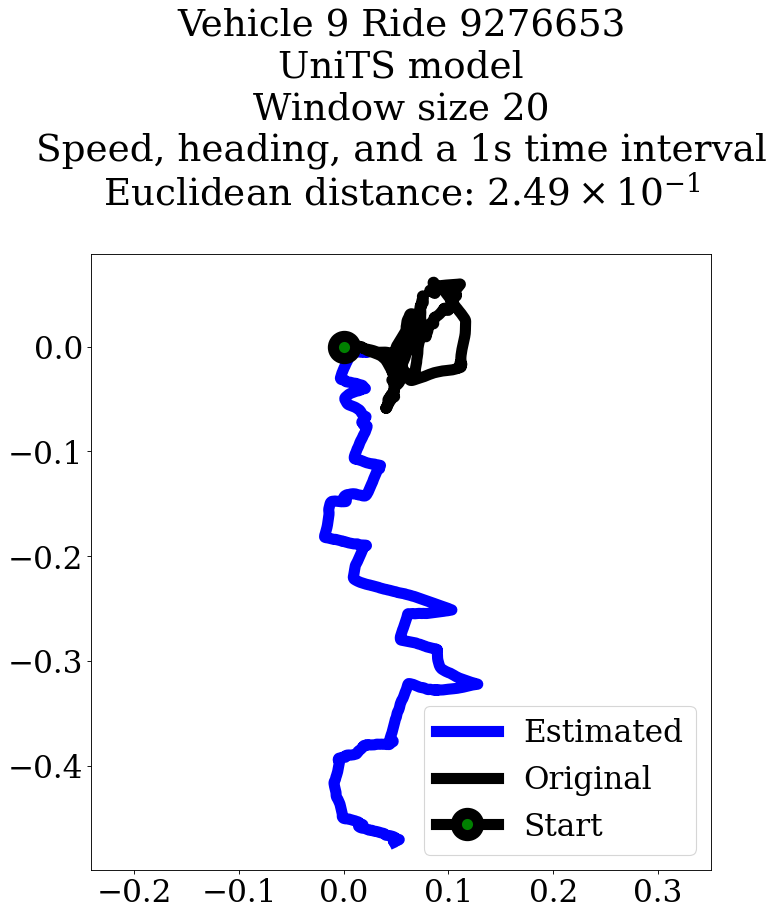 Vehicle 9 Ride 9276653
UniTS model
Window size 20
Speed, heading, and a 1s time interval
Euclidean distance: 2.49 × 10⁻¹
0.0
−0.1
−0.2
−0.3
−0.4
Estimated
Original
Start
−0.2 −0.1 0.0 0.1 0.2 0.3